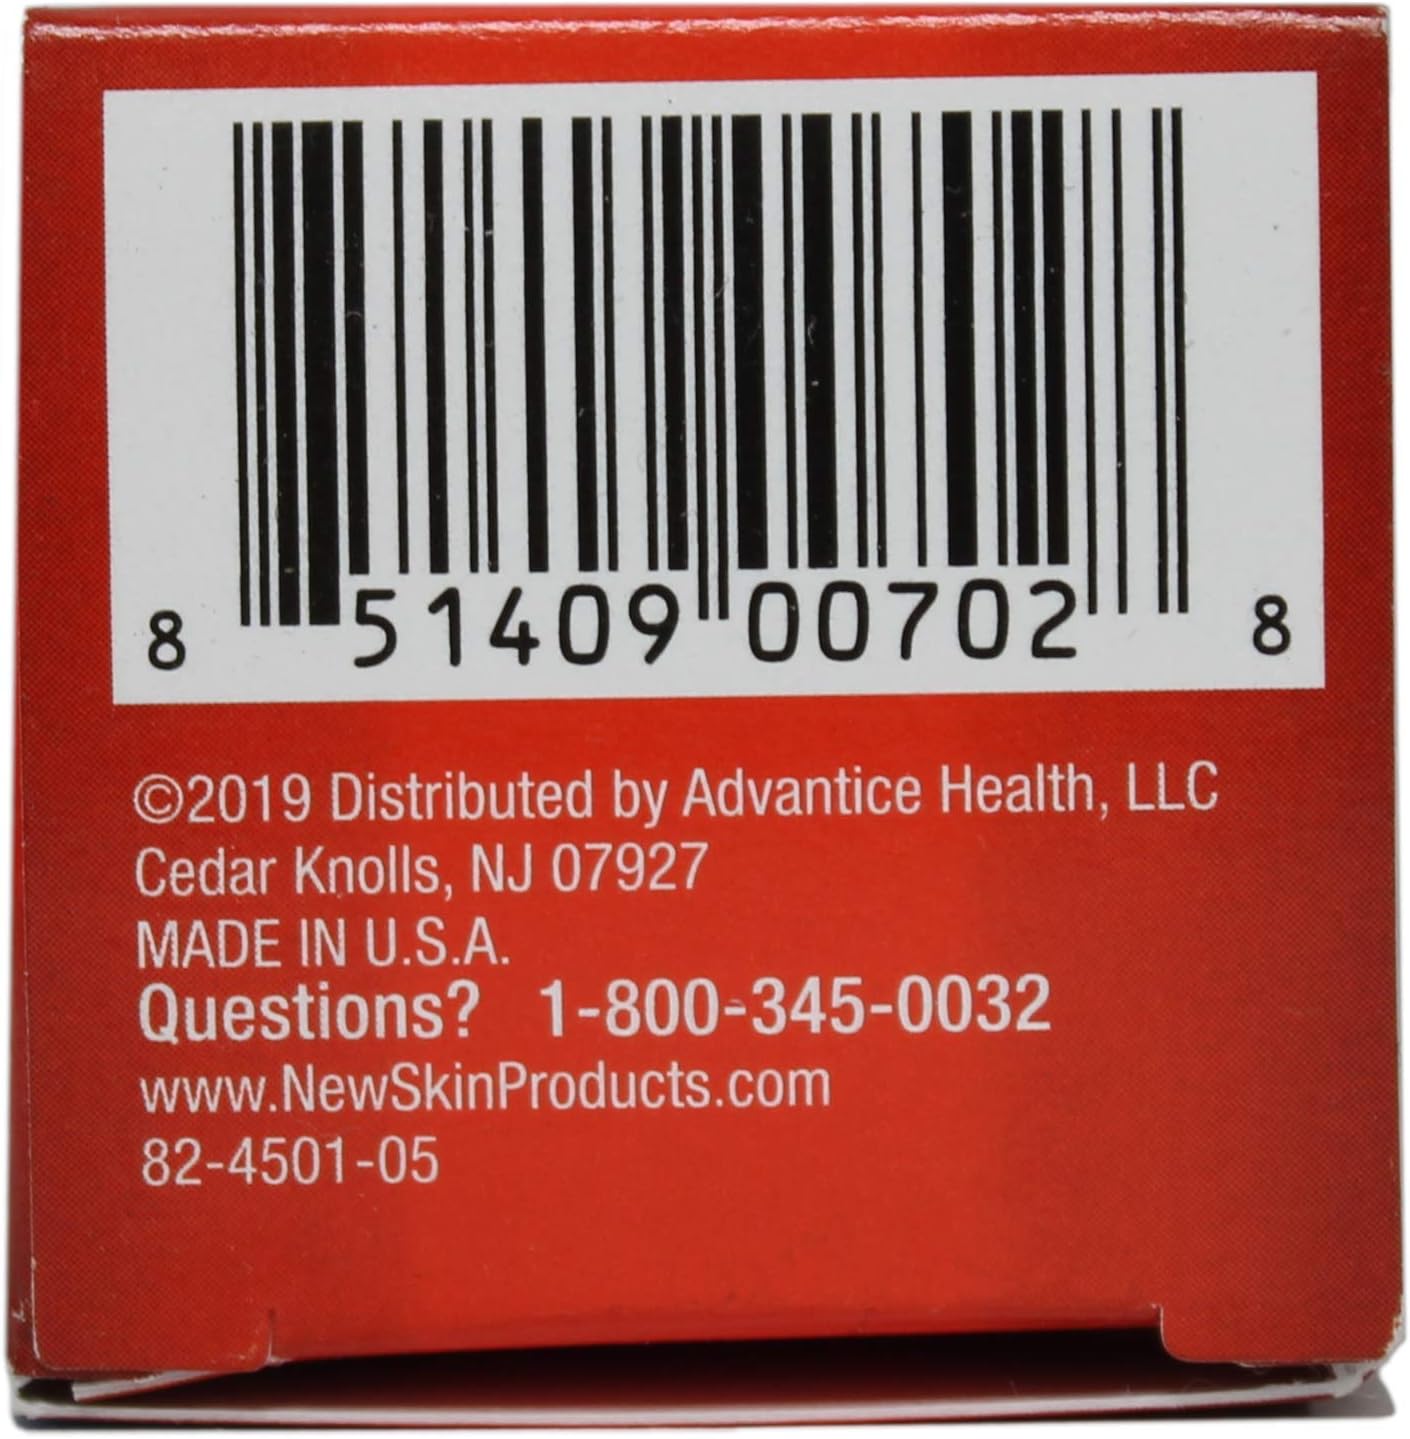 8 51409 00702 8
©2019 Distributed by Advantice Health, LLC
Cedar Knolls, NJ 07927
MADE IN U.S.A.
Questions? 1-800-345-0032
www.NewSkinProducts.com
82-4501-05